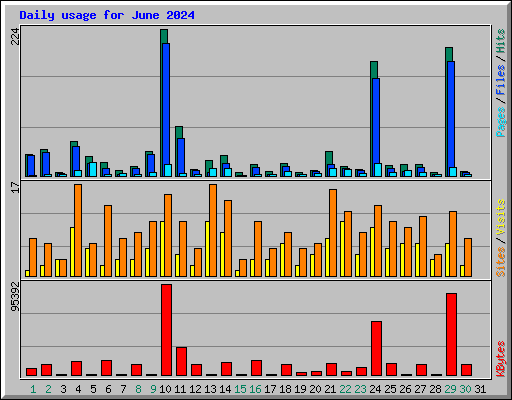 Daily usage for June 2024
224
Pages / Files / Hits
17
Sites / Visits
95392
KBytes
1 2 3 4 5 6 7 8 9 10 11 12 13 14 15 16 17 18 19 20 21 22 23 24 25 26 27 28 29 30 31